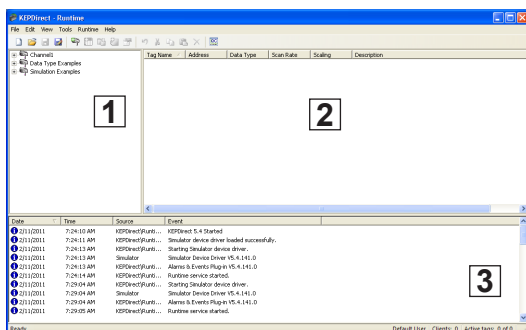 KEPDirect - Runtime
File Edit View Tools Runtime Help
Channel1
Data Type Examples
Simulation Examples
1
Tag Name Address Data Type Scan Rate Scaling Description
2
Date Time Source Event
2/11/2011 7:24:10 AM KEPDirect\Runti... KEPDirect 5.4 Started
2/11/2011 7:24:11 AM KEPDirect\Runti... Simulator device driver loaded successfully.
2/11/2011 7:24:13 AM KEPDirect\Runti... Starting Simulator device driver.
2/11/2011 7:24:13 AM Simulator Simulator Device Driver V5.4.141.0
2/11/2011 7:24:13 AM KEPDirect\Runti... Alarms & Events Plug-in V5.4.141.0
2/11/2011 7:24:14 AM KEPDirect\Runti... Runtime service started.
2/11/2011 7:29:04 AM KEPDirect\Runti... Starting Simulator device driver.
2/11/2011 7:29:04 AM Simulator Simulator Device Driver V5.4.141.0
2/11/2011 7:29:04 AM KEPDirect\Runti... Alarms & Events Plug-in V5.4.141.0
2/11/2011 7:29:05 AM KEPDirect\Runti... Runtime service started.
3
Ready Default User Clients: 0 Active tags: 0 of 0